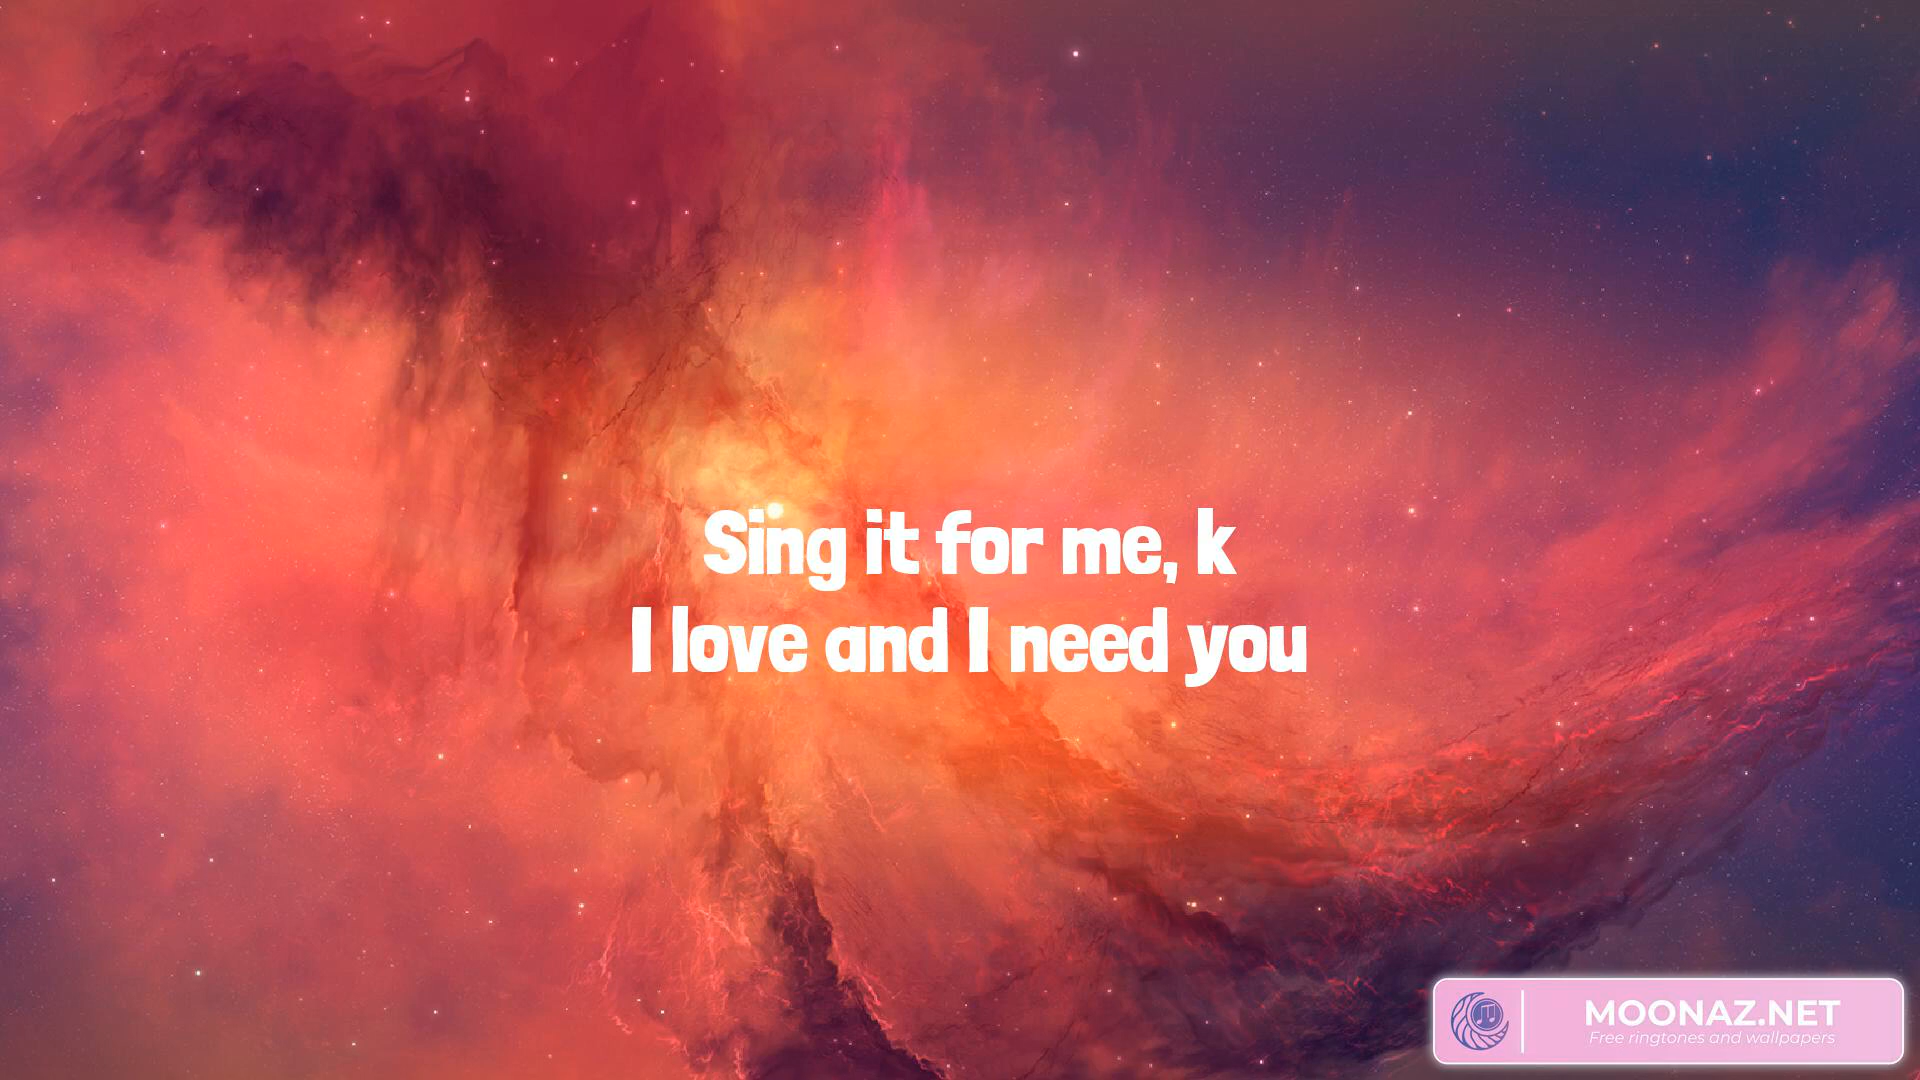 Sing it for me, k
I love and I need you
MOONAZ.NET
Free ringtones and wallpapers